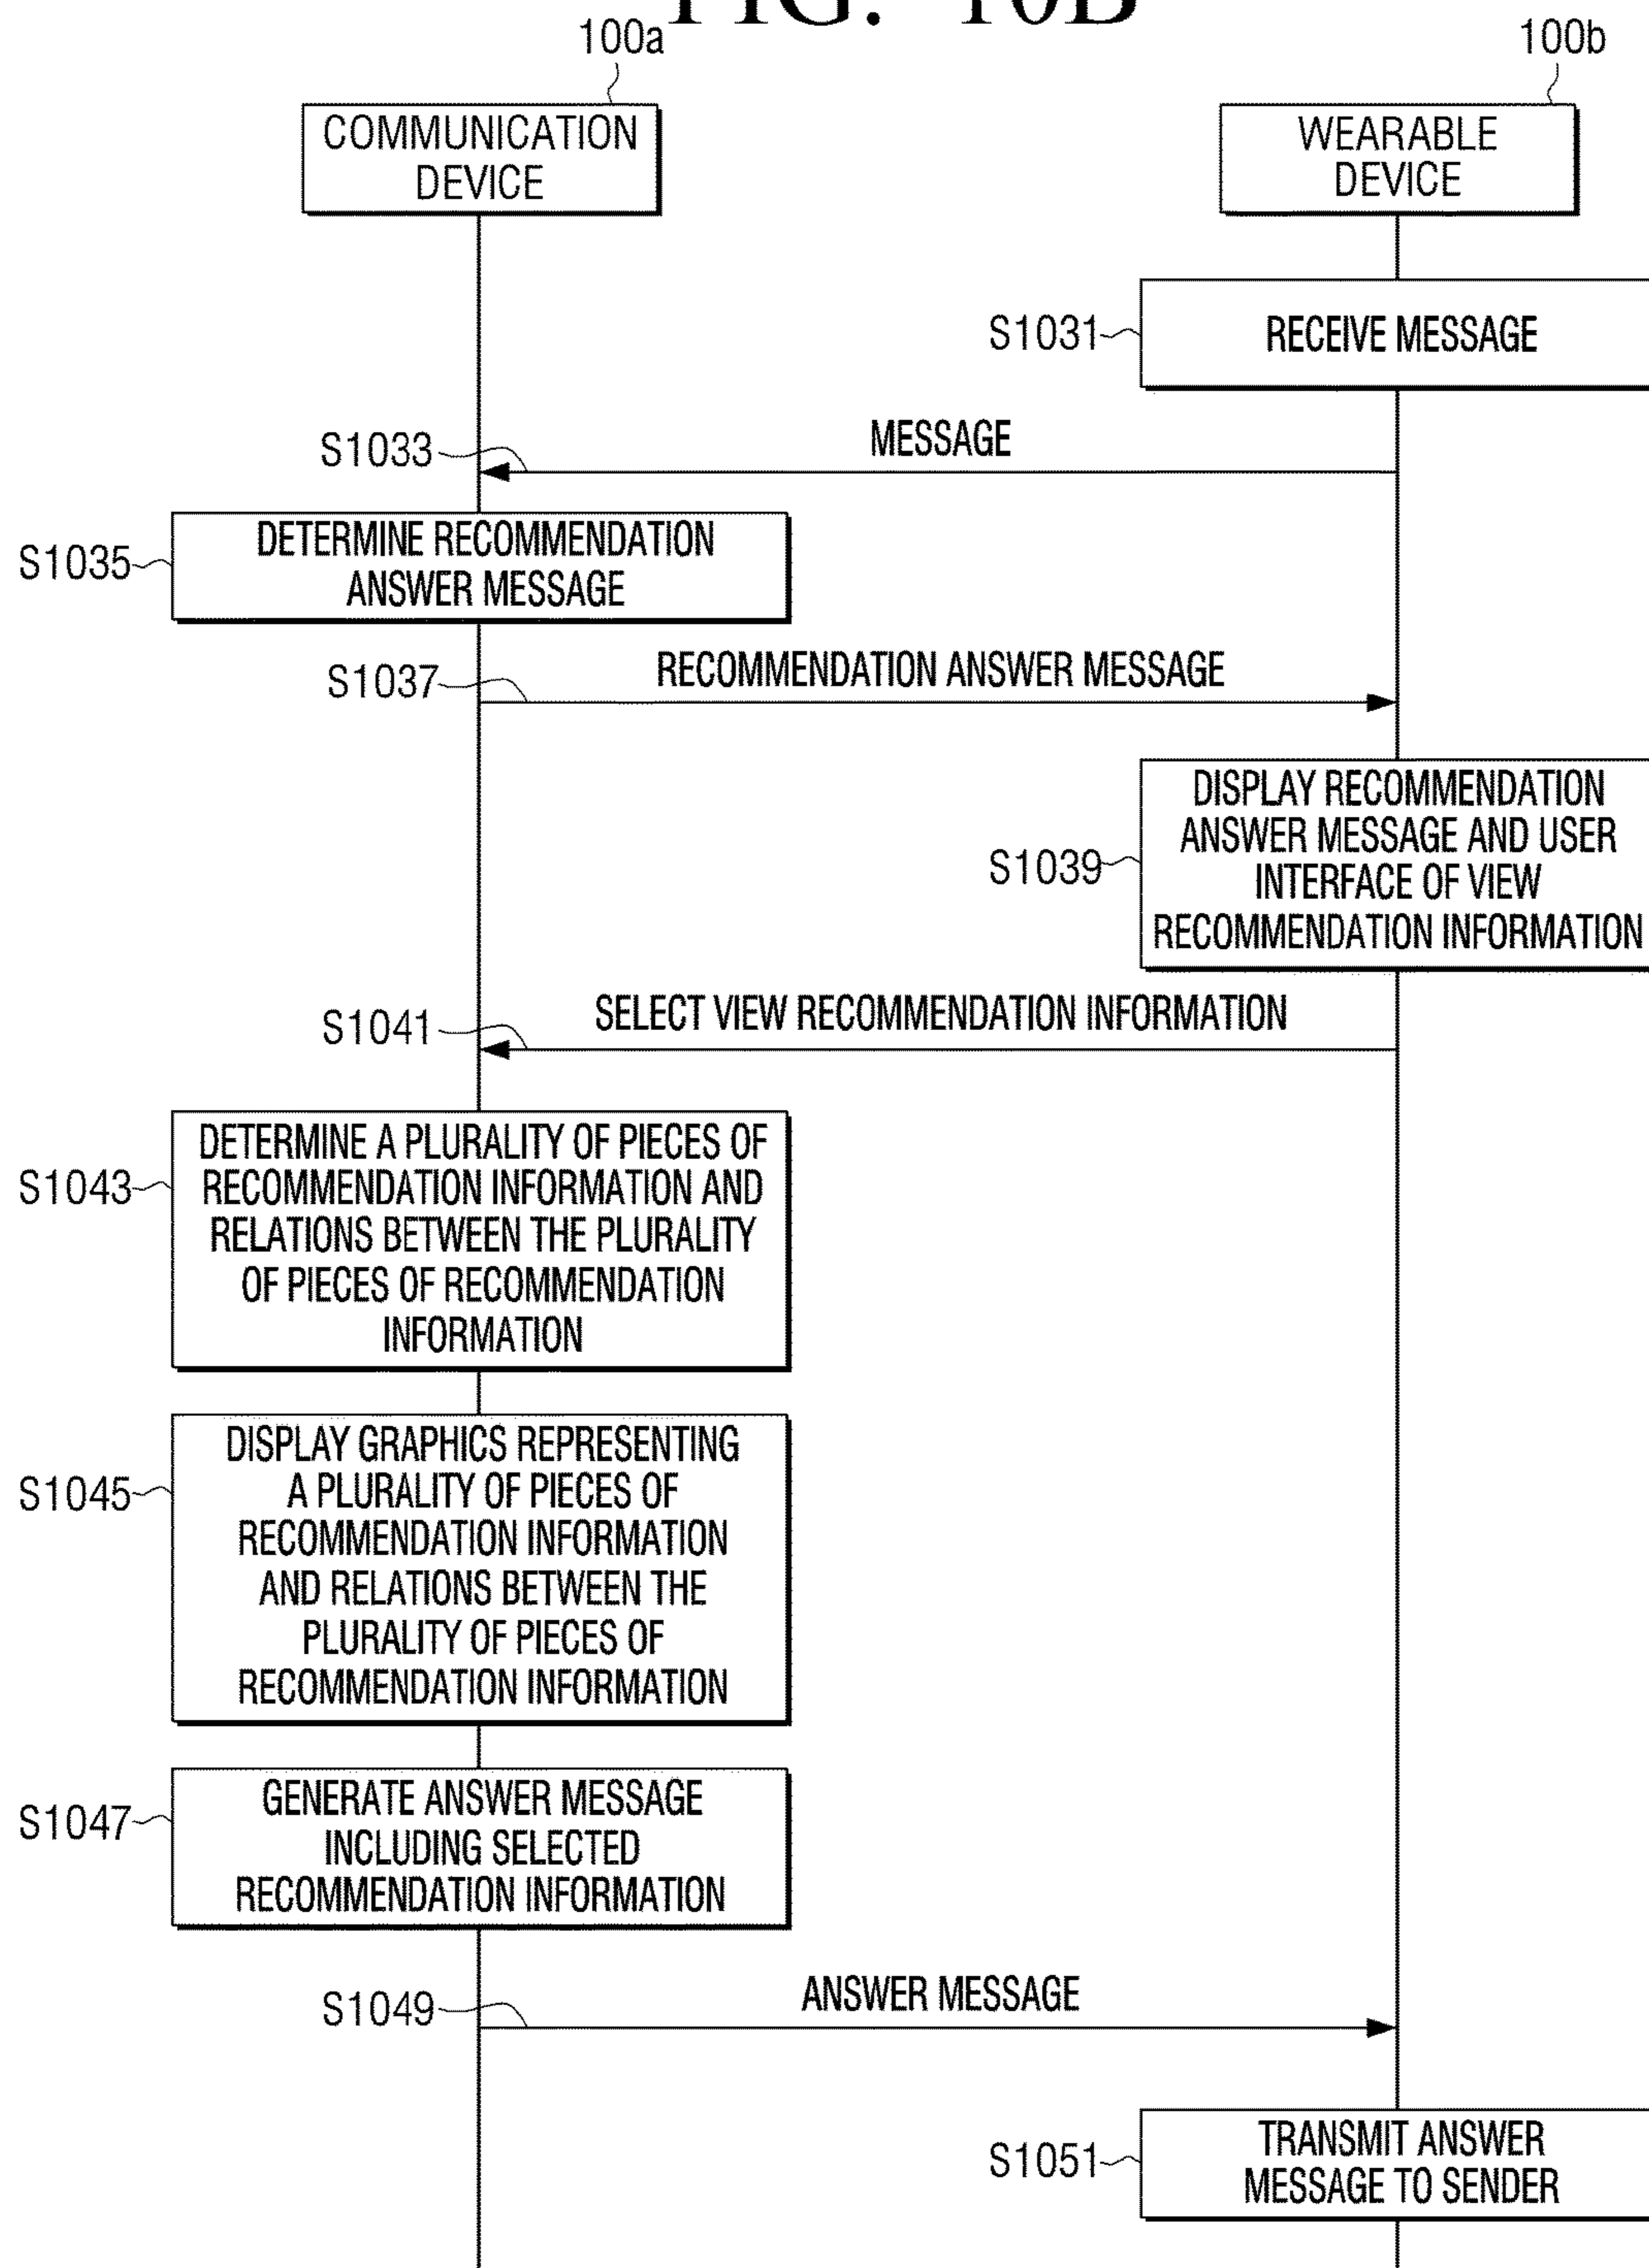 FIG. 10B
100a
100b
COMMUNICATION
DEVICE
WEARABLE
DEVICE
S1031
RECEIVE MESSAGE
MESSAGE
S1033
S1035
DETERMINE RECOMMENDATION
ANSWER MESSAGE
S1037
RECOMMENDATION ANSWER MESSAGE
S1039
DISPLAY RECOMMENDATION
ANSWER MESSAGE AND USER
INTERFACE OF VIEW
RECOMMENDATION INFORMATION
S1041
SELECT VIEW RECOMMENDATION INFORMATION
S1043
DETERMINE A PLURALITY OF PIECES OF
RECOMMENDATION INFORMATION AND
RELATIONS BETWEEN THE PLURALITY
OF PIECES OF RECOMMENDATION
INFORMATION
S1045
DISPLAY GRAPHICS REPRESENTING
A PLURALITY OF PIECES OF
RECOMMENDATION INFORMATION
AND RELATIONS BETWEEN THE
PLURALITY OF PIECES OF
RECOMMENDATION INFORMATION
S1047
GENERATE ANSWER MESSAGE
INCLUDING SELECTED
RECOMMENDATION INFORMATION
S1049
ANSWER MESSAGE
S1051
TRANSMIT ANSWER
MESSAGE TO SENDER